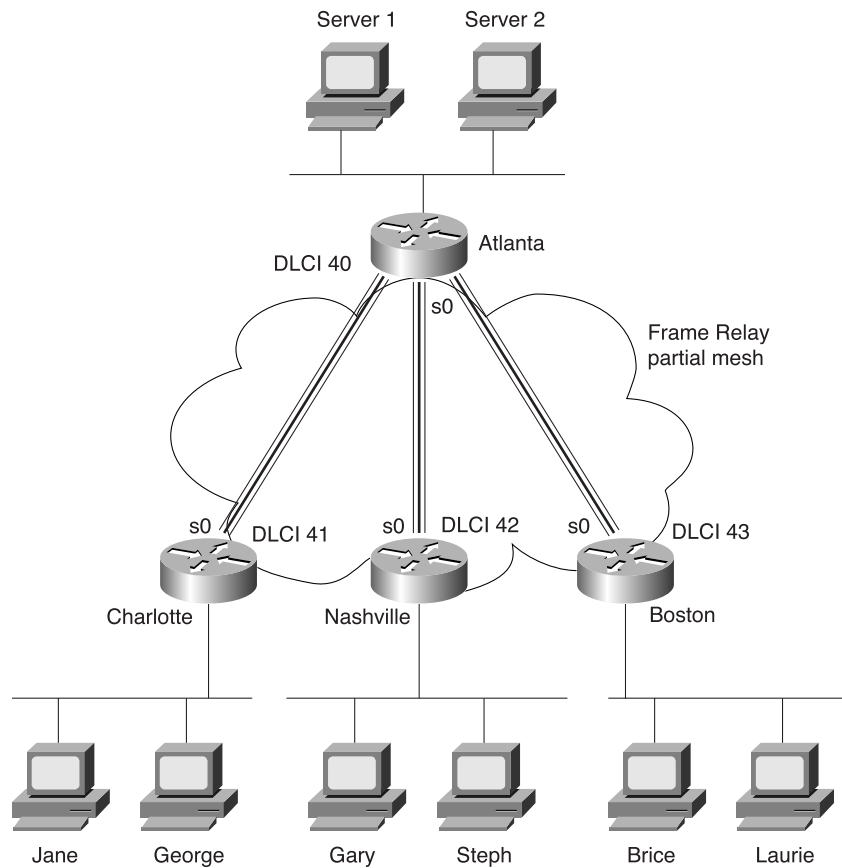 Server 1
Server 2
Atlanta
DLCI 40
s0
Frame Relay
partial mesh
s0
DLCI 41
s0
DLCI 42
s0
DLCI 43
Charlotte
Nashville
Boston
Jane
George
Gary
Steph
Brice
Laurie